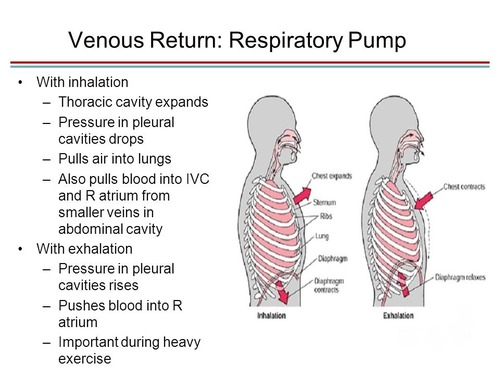 Venous Return: Respiratory Pump
• With inhalation
– Thoracic cavity expands
– Pressure in pleural
cavities drops
– Pulls air into lungs
– Also pulls blood into IVC
and R atrium from
smaller veins in
abdominal cavity
• With exhalation
– Pressure in pleural
cavities rises
– Pushes blood into R
atrium
– Important during heavy
exercise
Chest expands
Sternum
Ribs
Lung
Diaphragm
Diaphragm
contracts
Inhalation
Chest contracts
Diaphragm relaxes
Exhalation